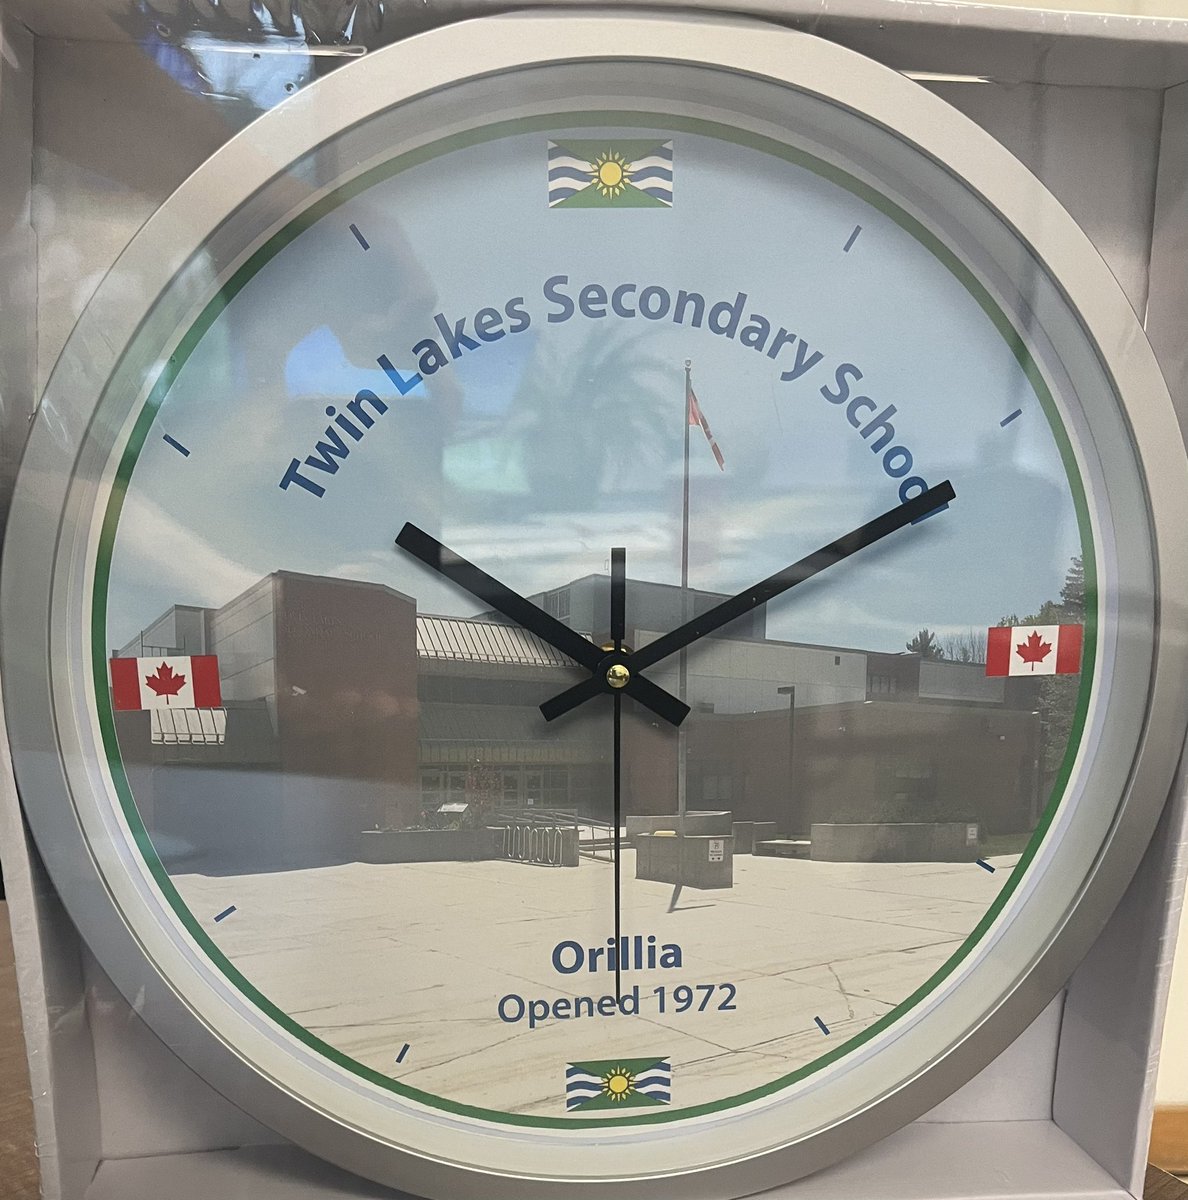 Twin Lakes Secondary School
Orillia
Opened 1972